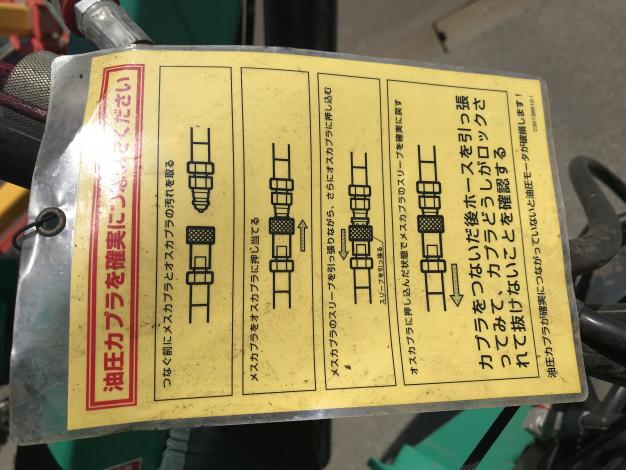 油圧カプラを確実につないでください
つなぐ前にメスカプラとオスカプラの汚れを取る
メスカプラをオスカプラに押し当てる
メスカプラのスリーブを引っ張りながら、さらにオスカプラに押し込む
スリーブを引っ張る
オスカプラに押し込んだ状態でメスカプラのスリーブを確実に戻す
カプラをつないだ後ホースを引っ張
ってみて、カプラどうしがロックさ
れて抜けないことを確認する
油圧カプラが確実につながっていないと油圧モータが破損します！